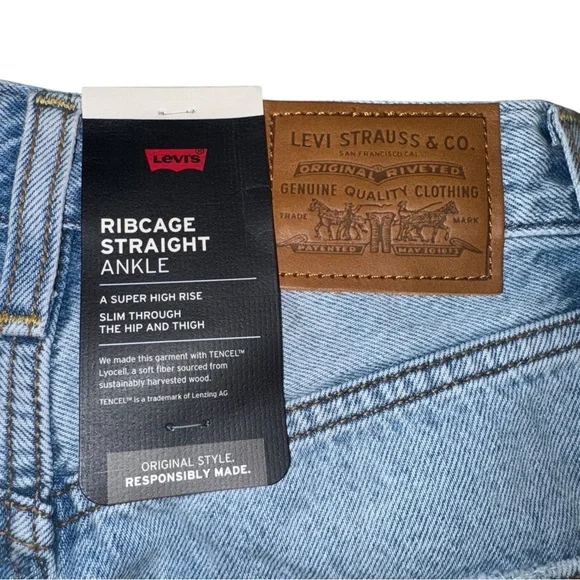 Levi's
RIBCAGE
STRAIGHT
ANKLE
A SUPER HIGH RISE
SLIM THROUGH
THE HIP AND THIGH
We made this garment with TENCEL™
Lyocell, a soft fiber sourced from
sustainably harvested wood.
TENCEL™ is a trademark of Lenzing AG
ORIGINAL STYLE.
RESPONSIBLY MADE.
LEVI STRAUSS & CO.
SAN FRANCISCO, CAL.
ORIGINAL RIVETED
GENUINE QUALITY CLOTHING
TRADE MARK
PATENTED MAY 20 1873